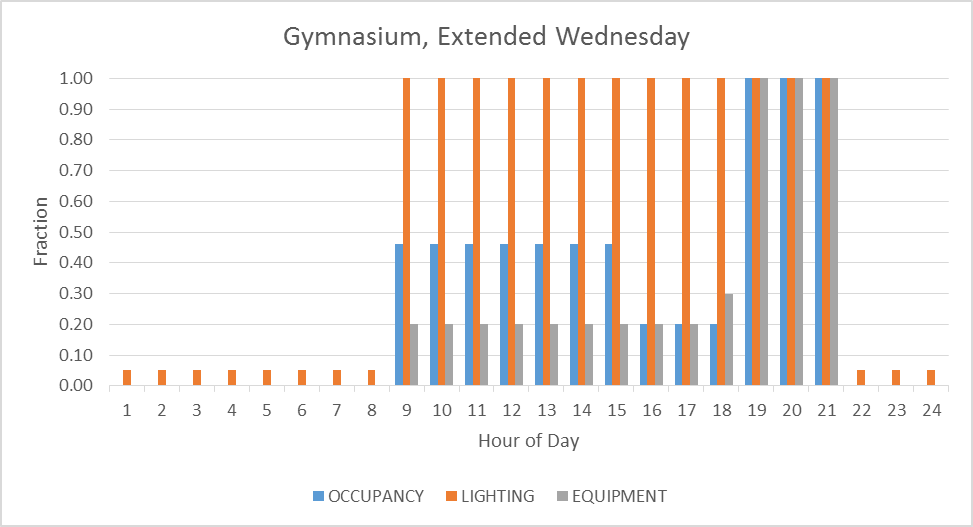 Gymnasium, Extended Wednesday
1.00
0.90
0.80
0.70
0.60
0.50
0.40
0.30
0.20
0.10
0.00
Fraction
1 2 3 4 5 6 7 8 9 10 11 12 13 14 15 16 17 18 19 20 21 22 23 24
Hour of Day
OCCUPANCY LIGHTING EQUIPMENT